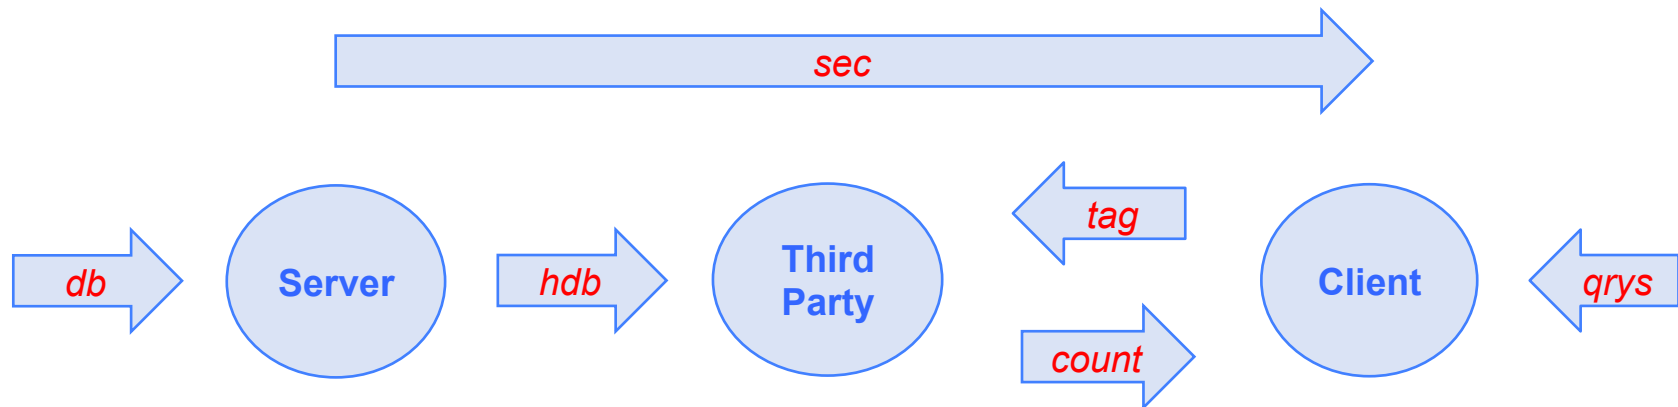 sec
db
Server
hdb
Third
Party
tag
count
Client
qrys